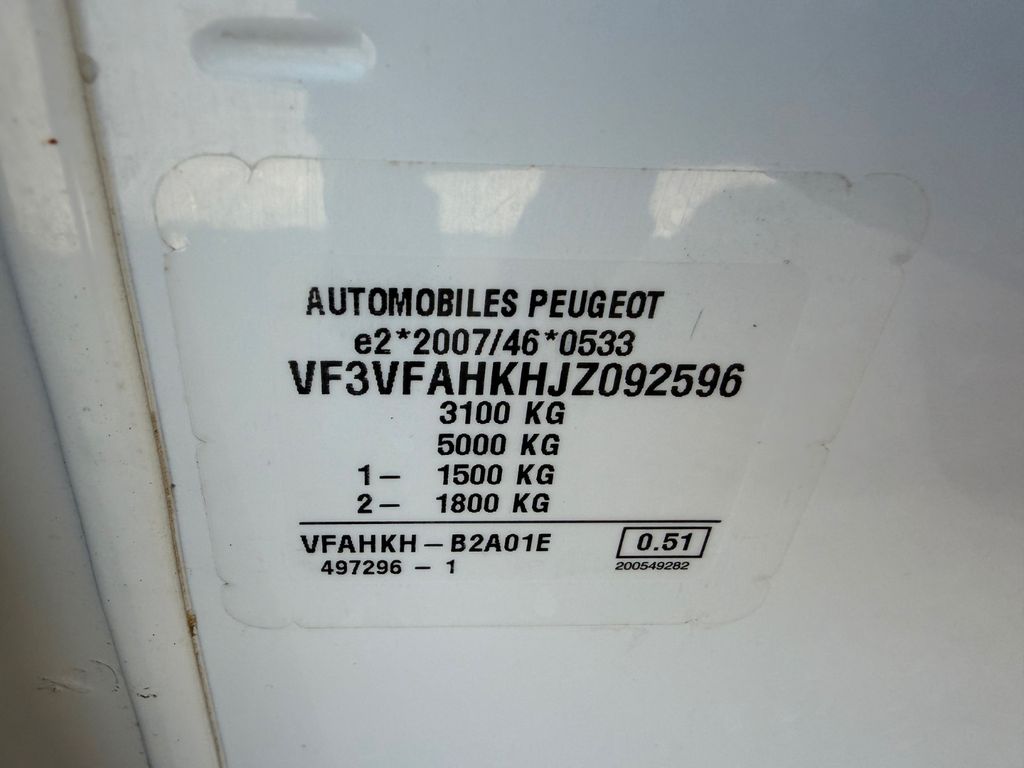 AUTOMOBILES PEUGEOT
e2*2007/46*0533
VF3VFAHKHJZ092596
3100 KG
5000 KG
1– 1500 KG
2– 1800 KG
VFAHKH – B2A01E 0.51
497296 – 1 200549282